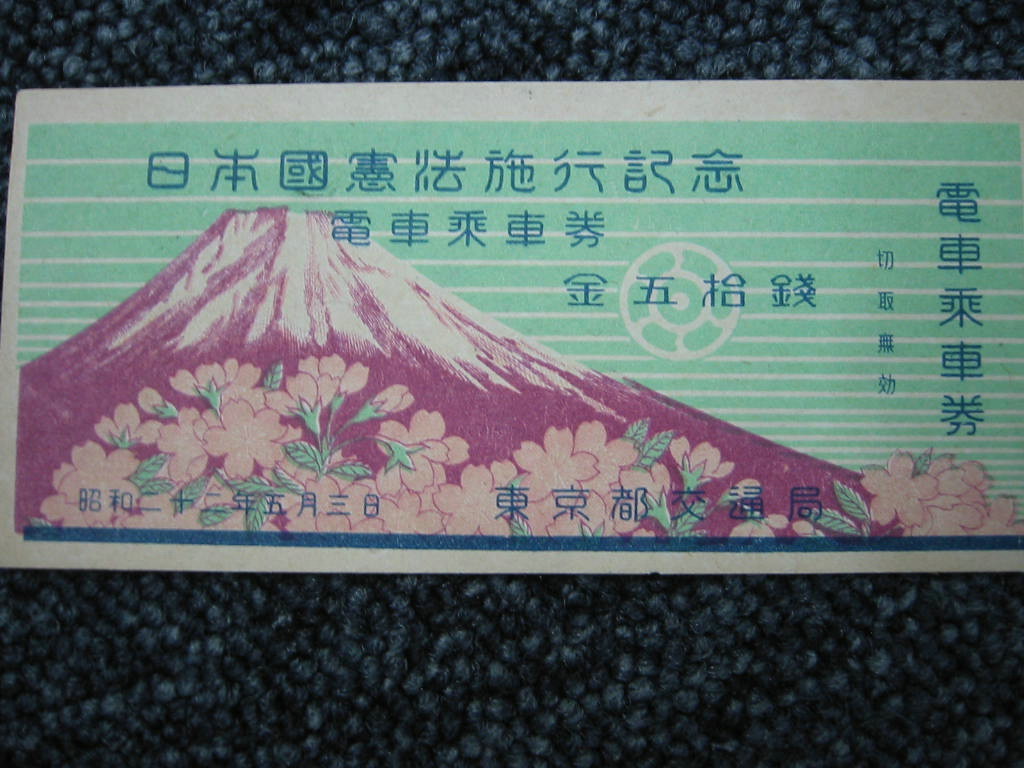 日本國憲法施行記念
電車乘車券
金五拾錢
昭和二十二年五月三日
東京都交通局
切取無効
電車乘車券